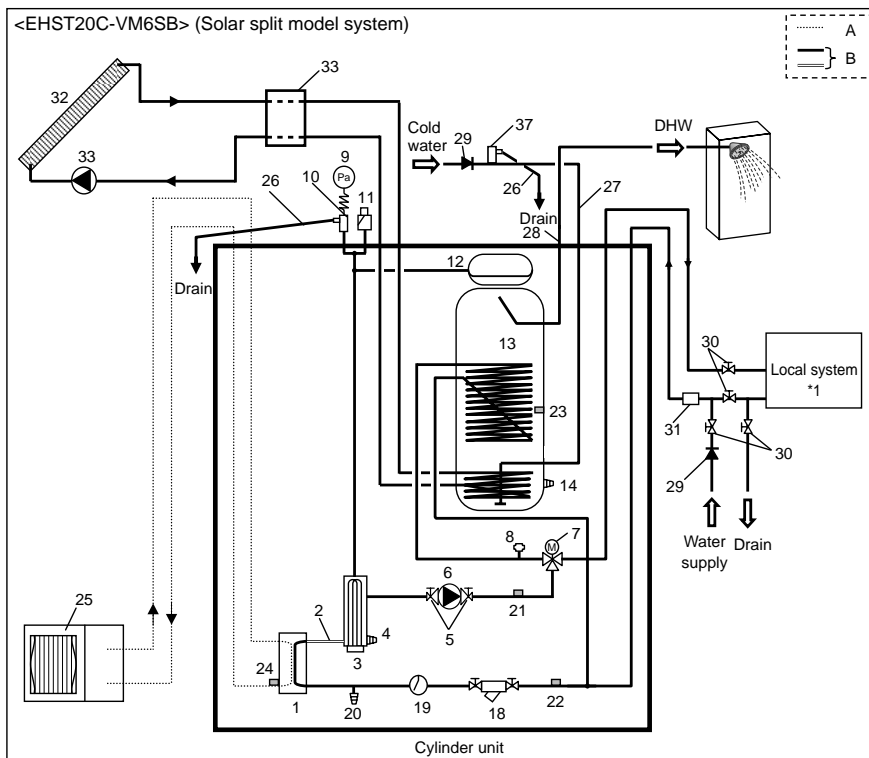 <EHST20C-VM6SB> (Solar split model system)
A
B
33
32
33
9
Pa
10
11
26
Drain
Cold
water
29
37
26
Drain
28
27
DHW
12
13
23
14
30
Local system
*1
31
30
29
Water
supply
Drain
8
7
M
6
21
5
2
4
3
25
24
1
20
19
18
22
Cylinder unit